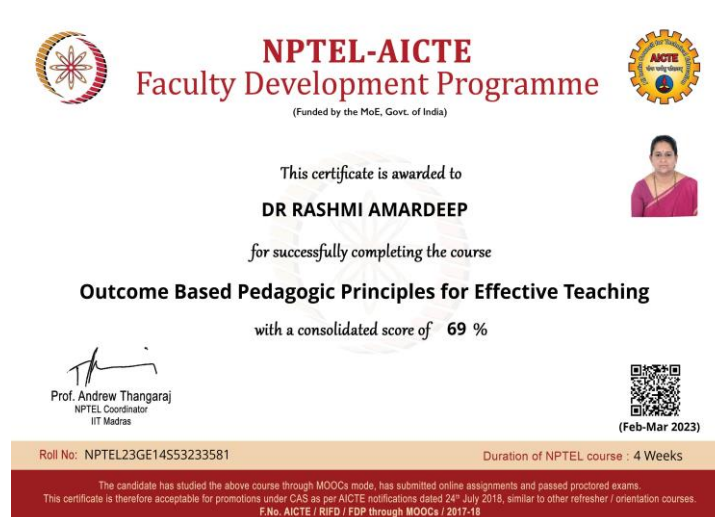 NPTEL-AICTE
Faculty Development Programme
(Funded by the MoE, Govt. of India)
AICTE
This certificate is awarded to
DR RASHMI AMARDEEP
for successfully completing the course
Outcome Based Pedagogic Principles for Effective Teaching
with a consolidated score of 69 %
Prof. Andrew Thangaraj
NPTEL Coordinator
IIT Madras
(Feb-Mar 2023)
Roll No: NPTEL23GE14S53233581
Duration of NPTEL course : 4 Weeks
The candidate has studied the above course through MOOCs mode, has submitted online assignments and passed proctored exams.
This certificate is therefore acceptable for promotions under CAS as per AICTE notifications dated 24th July 2018, similar to other refresher / orientation courses.
F.No. AICTE / RIFD / FDP through MOOCs / 2017-18